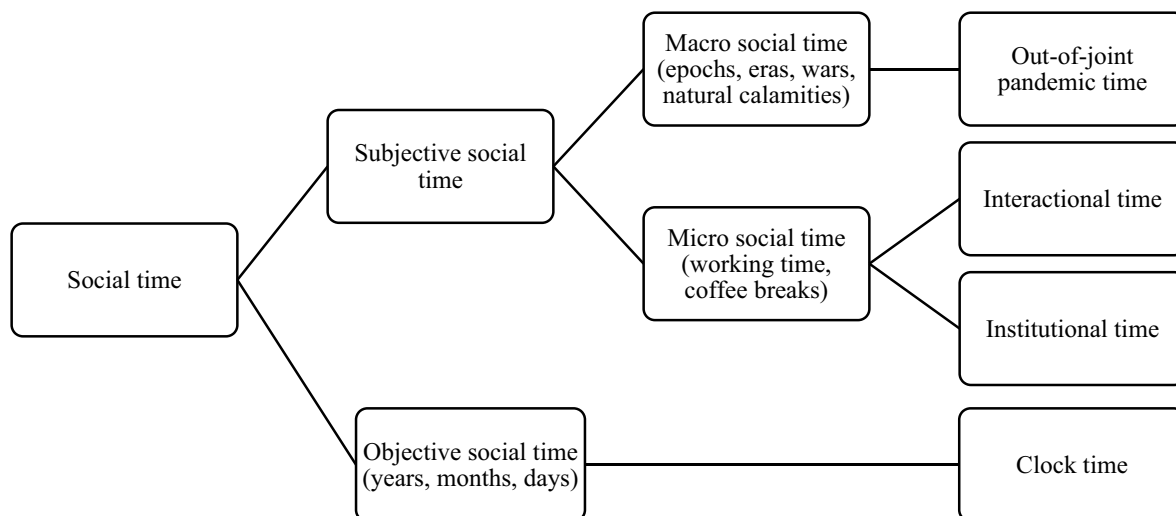 Macro social time
(epochs, eras, wars,
natural calamities)
Out-of-joint
pandemic time
Subjective social
time
Interactional time
Micro social time
(working time,
coffee breaks)
Social time
Institutional time
Objective social time
(years, months, days)
Clock time